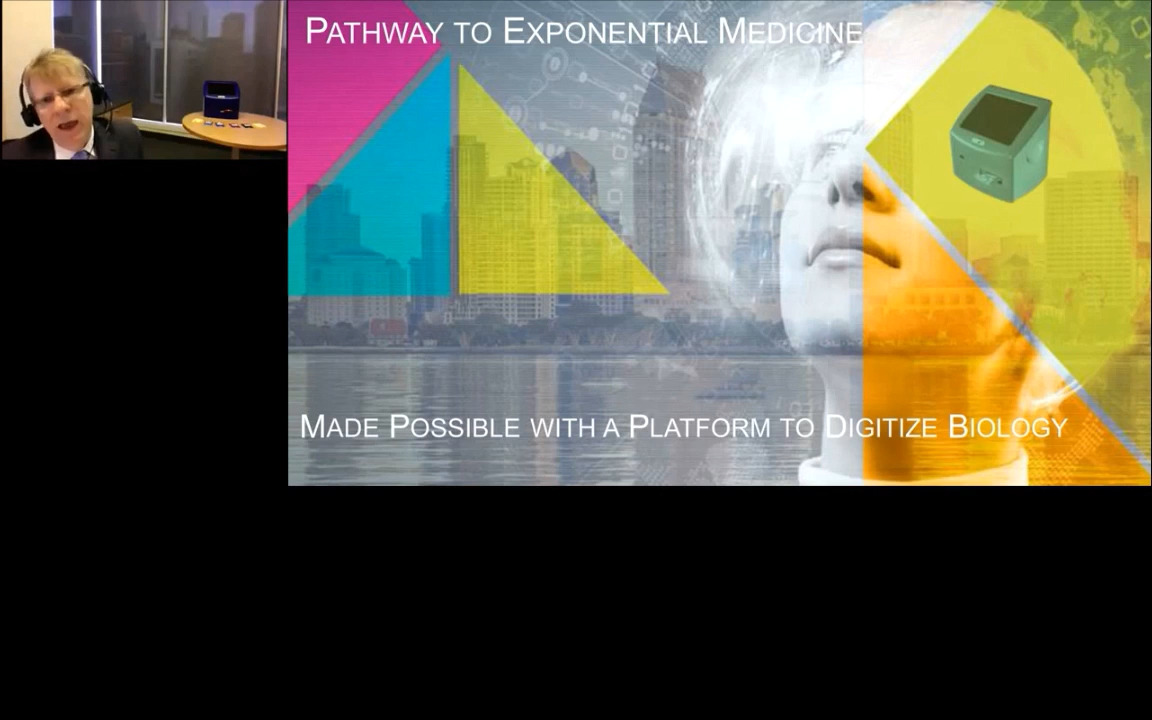 PATHWAY TO EXPONENTIAL MEDICINE
MADE POSSIBLE WITH A PLATFORM TO DIGITIZE BIOLOGY